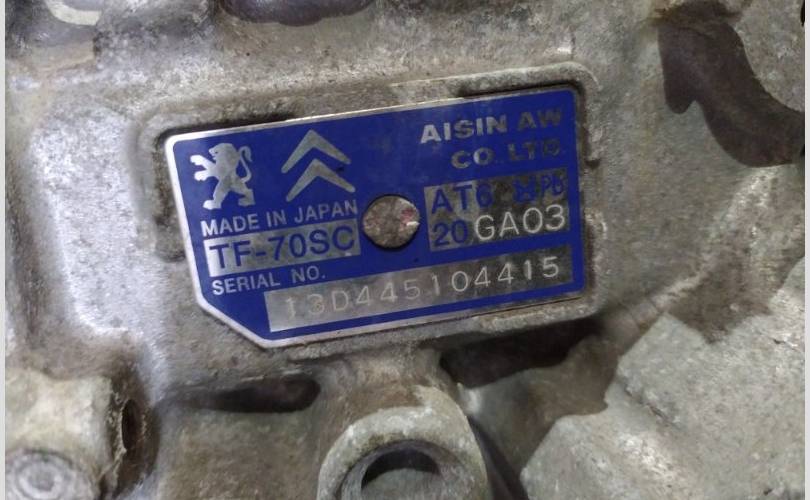 AISIN AW
CO. LTD.
MADE IN JAPAN
AT6
TF-70SC
20GA03
SERIAL NO.
13D445104415